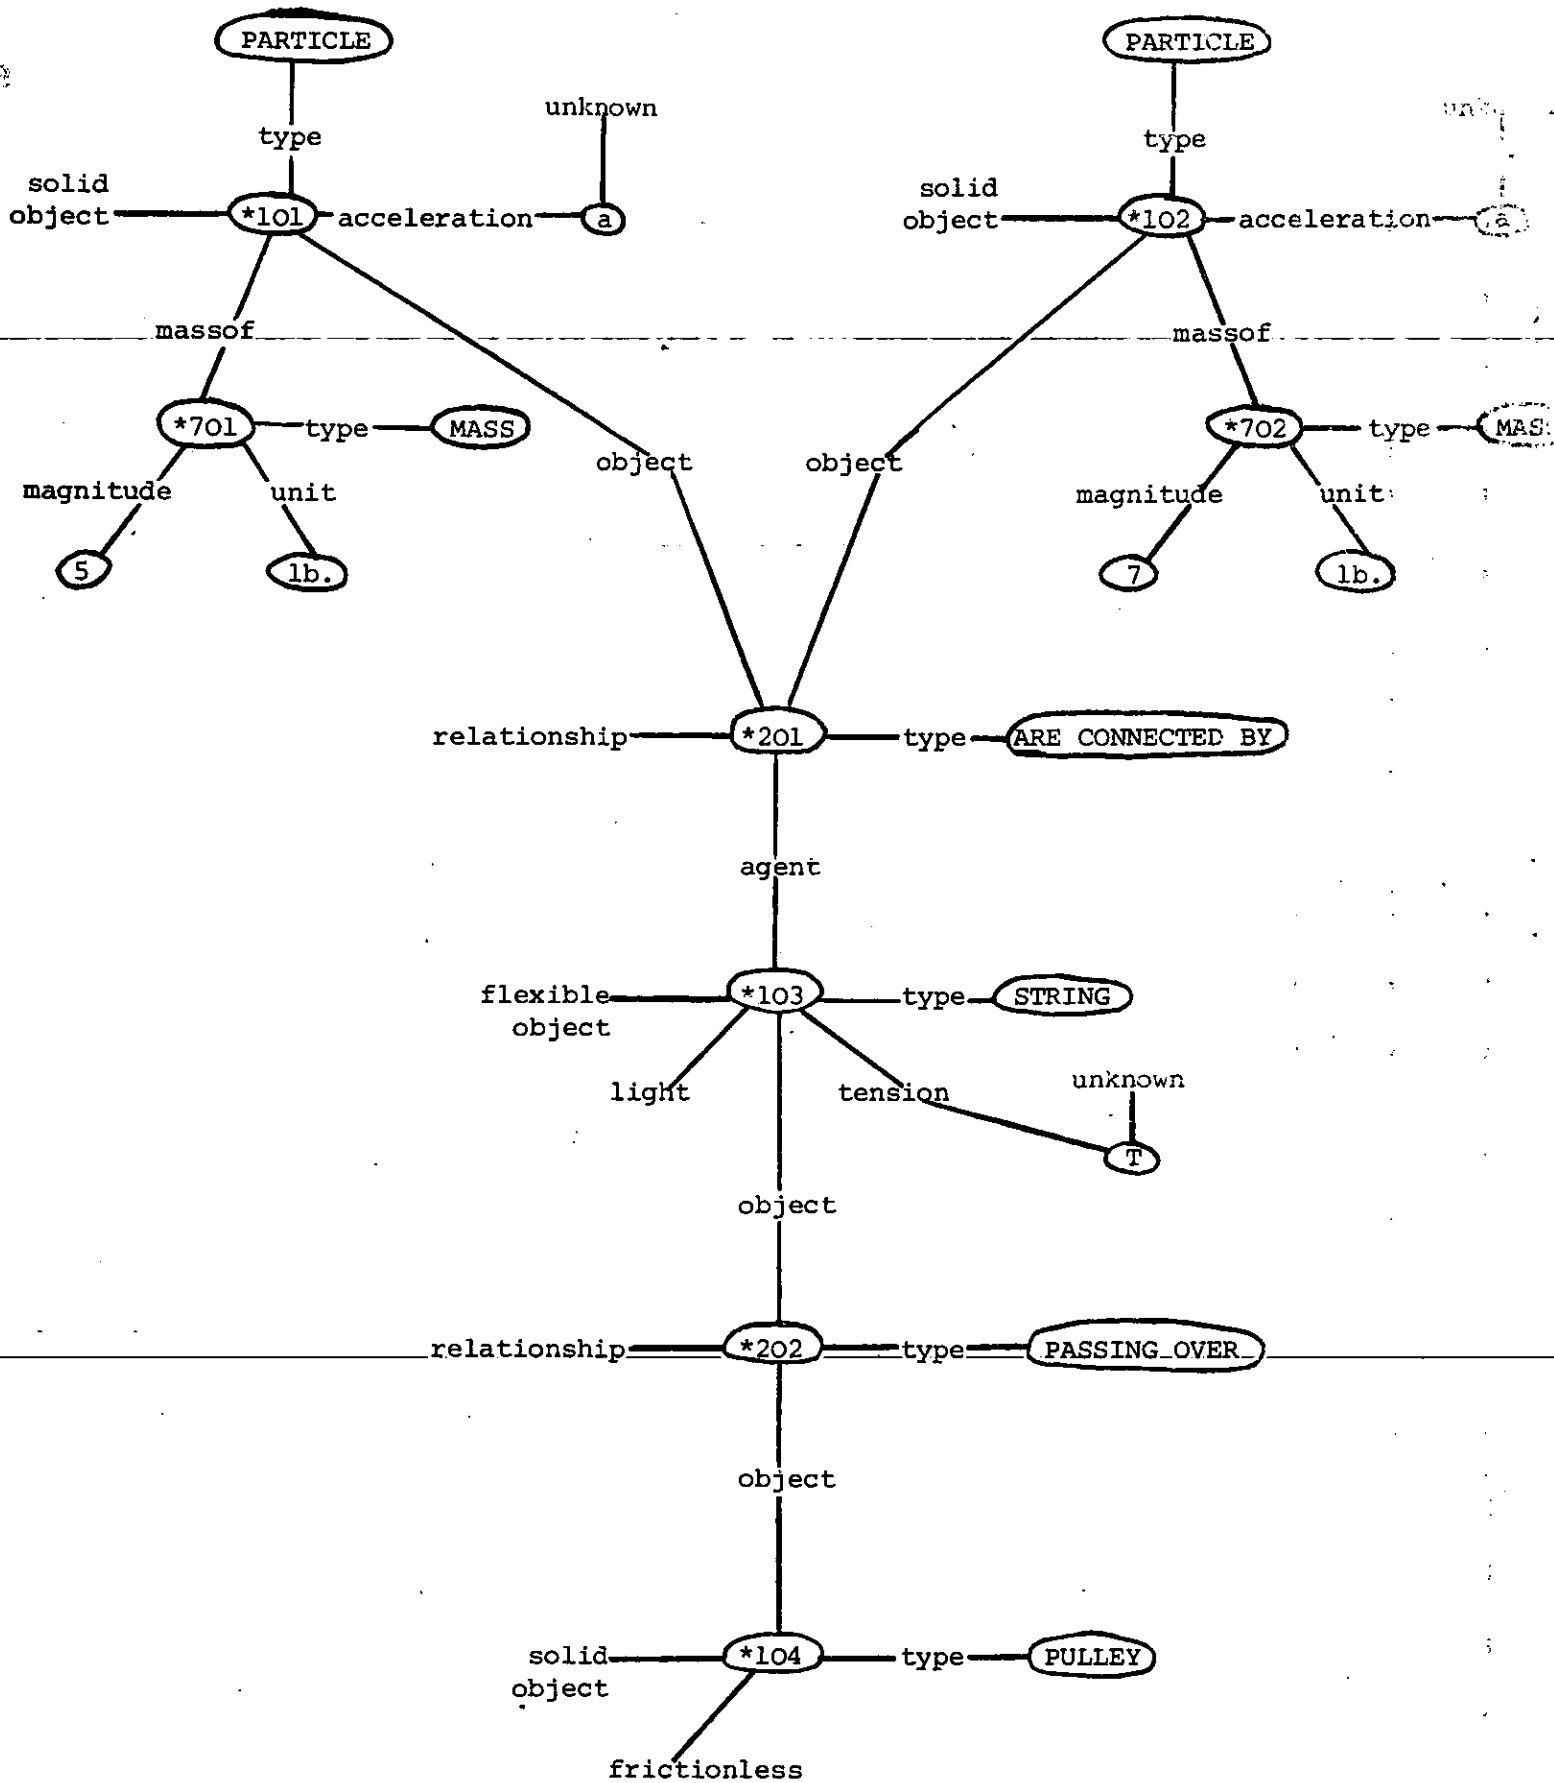 PARTICLE PARTICLE
unknown
type type
solid solid
object *101 acceleration a object *102 acceleration a
massof massof
*701 type MASS *702 type
object object
magnitude unit magnitude unit
5 lb. 7 lb.
relationship *201 type ARE CONNECTED BY
agent
flexible *103 type STRING
object
light tension unknown
T
object
relationship *202 type PASSING OVER
object
solid *104 type PULLEY
object
frictionless